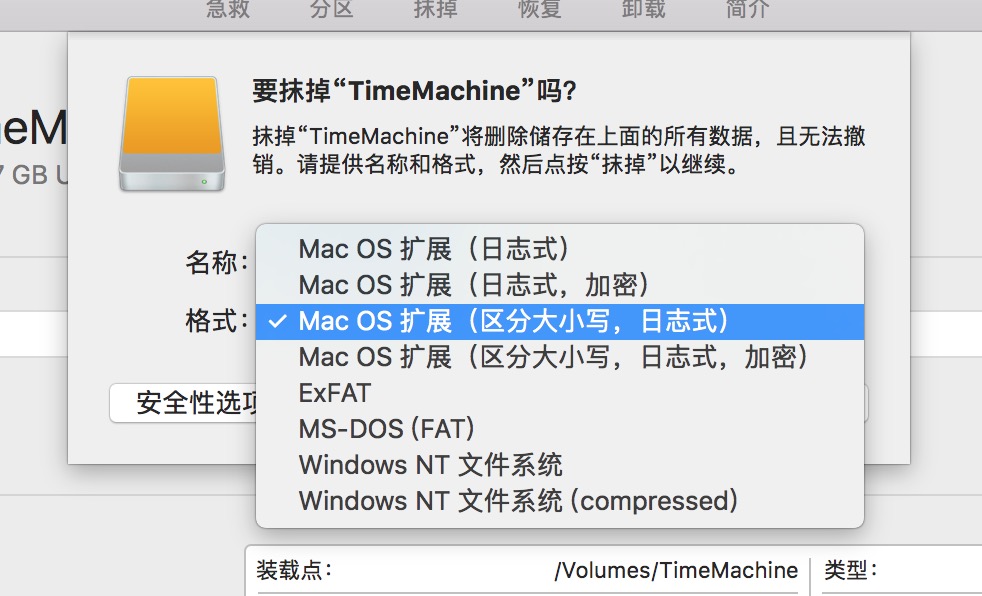 急救 分区 抹掉 恢复 卸载 简介
要抹掉“TimeMachine”吗?
抹掉“TimeMachine”将删除储存在上面的所有数据，且无法撤
销。请提供名称和格式，然后点按“抹掉”以继续。
eM
GB U
名称：
Mac OS 扩展（日志式）
Mac OS 扩展（日志式，加密）
格式：
✓ Mac OS 扩展（区分大小写，日志式）
Mac OS 扩展（区分大小写，日志式，加密）
ExFAT
安全性选项
MS-DOS (FAT)
Windows NT 文件系统
Windows NT 文件系统 (compressed)
装载点： /Volumes/TimeMachine 类型：